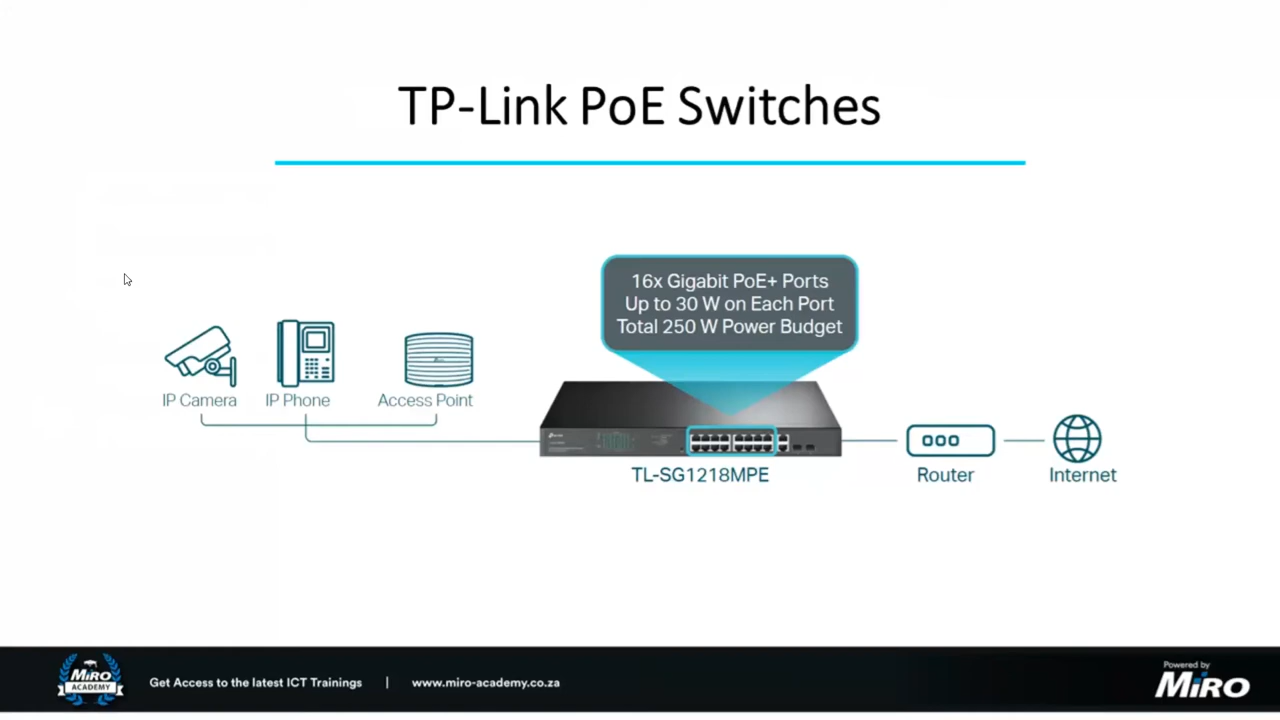 TP-Link PoE Switches
16x Gigabit PoE+ Ports
Up to 30 W on Each Port
Total 250 W Power Budget
IP Camera
IP Phone
Access Point
TL-SG1218MPE
Router
Internet
MiRO
ACADEMY
Get Access to the latest ICT Trainings | www.miro-academy.co.za
Powered by
MiRO